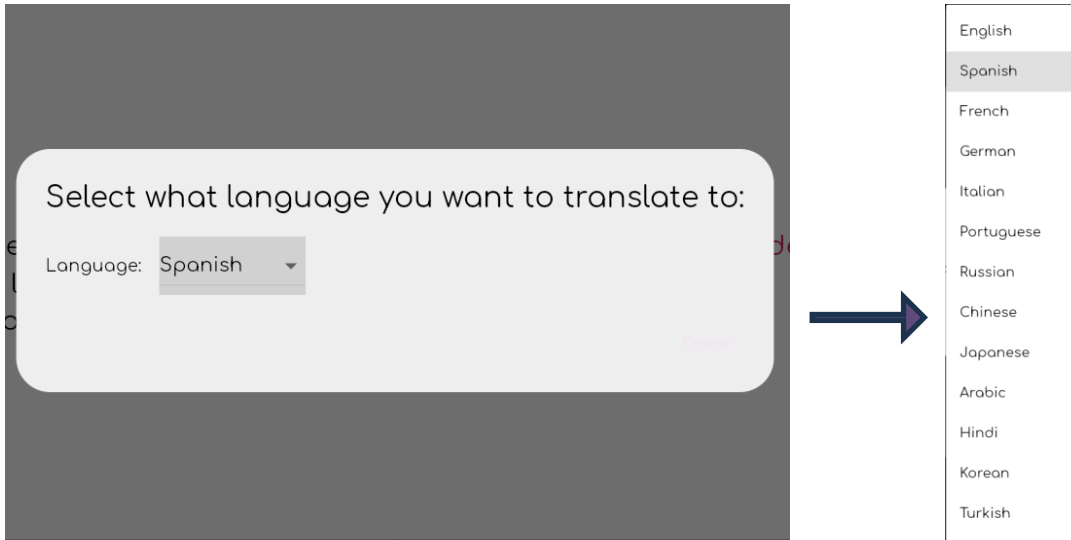 Select what language you want to translate to:
Language: Spanish
Done
English
Spanish
French
German
Italian
Portuguese
Russian
Chinese
Japanese
Arabic
Hindi
Korean
Turkish